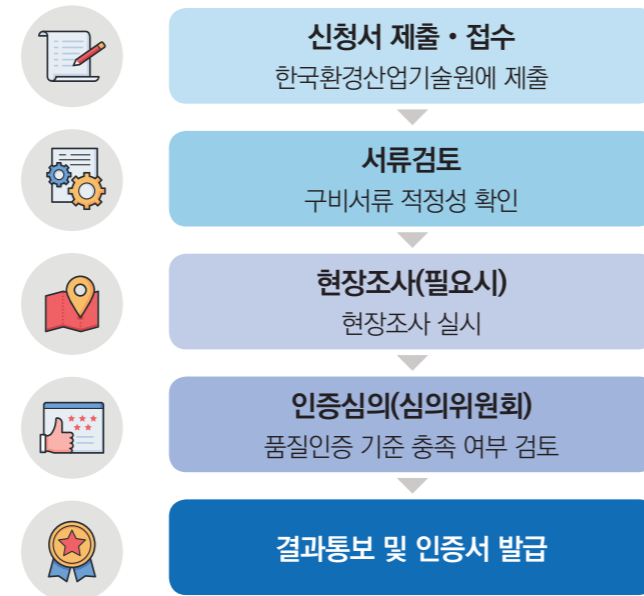 신청서 제출・접수
한국환경산업기술원에 제출
서류검토
구비서류 적정성 확인
현장조사(필요시)
현장조사 실시
인증심의(심의위원회)
품질인증 기준 충족 여부 검토
결과통보 및 인증서 발급